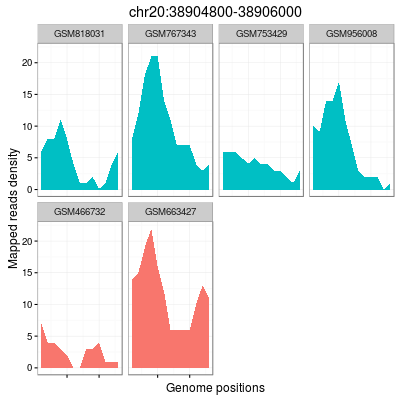 chr20:38904800-38906000
GSM818031 GSM767343 GSM753429 GSM956008
20
15
10
5
0
Mapped reads density
GSM466732 GSM663427
20
15
10
5
0
Genome positions